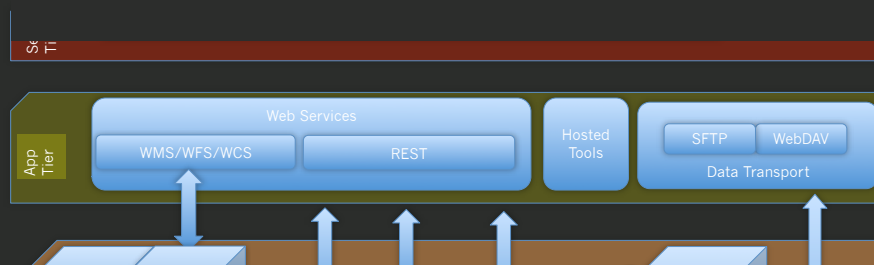 Web Services
WMS/WFS/WCS
REST
Hosted
Tools
SFTP
WebDAV
Data Transport
App
Tier